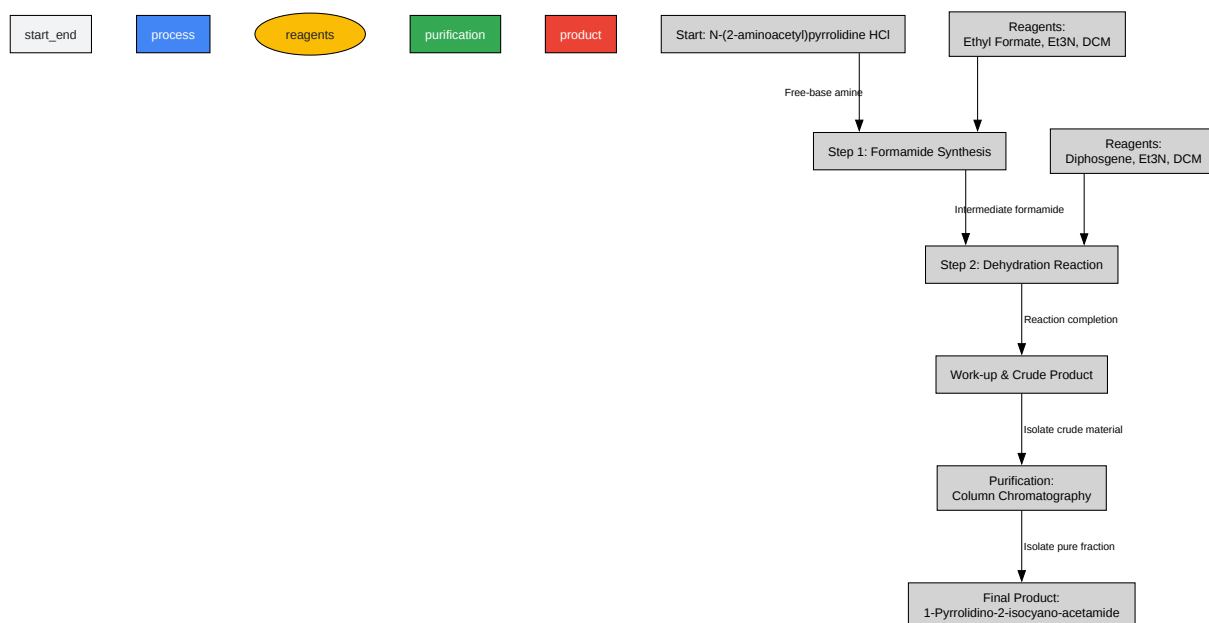 start_end
process
reagents
purification
product
Start: N-(2-aminoacetyl)pyrrolidine HCl
Reagents:
Ethyl Formate, Et3N, DCM
Free-base amine
Step 1: Formamide Synthesis
Reagents:
Diphosgene, Et3N, DCM
Intermediate formamide
Step 2: Dehydration Reaction
Reaction completion
Work-up & Crude Product
Isolate crude material
Purification:
Column Chromatography
Isolate pure fraction
Final Product:
1-Pyrrolidino-2-isocyano-acetamide